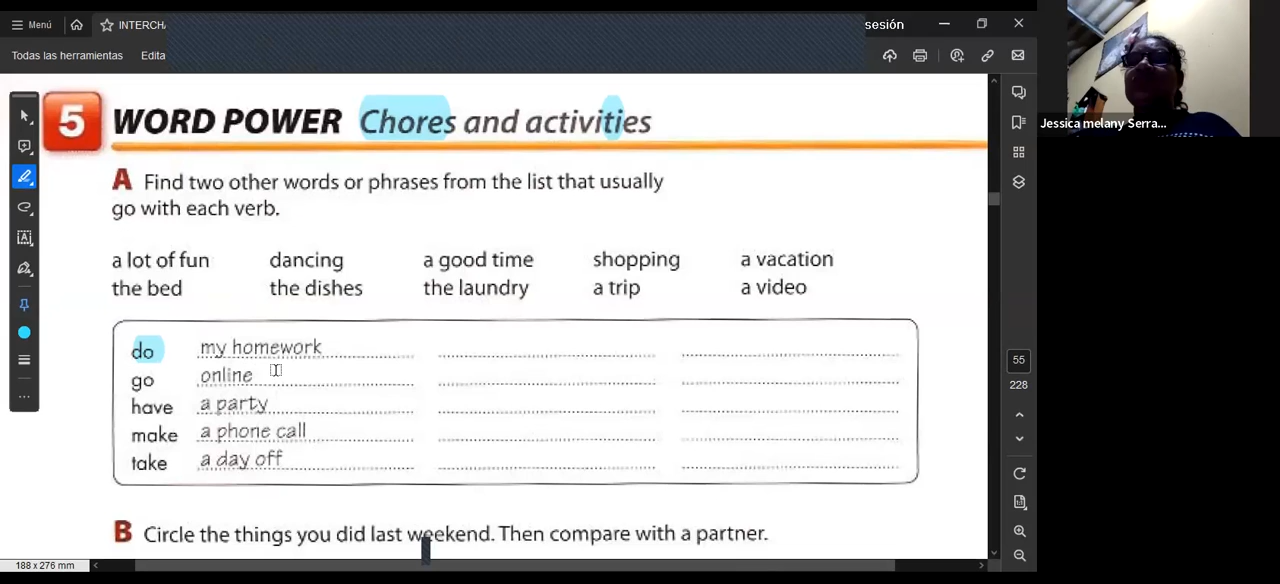 Menú INTERCH sesión
Todas las herramientas Edita
Jessica melany Serra...
5 WORD POWER Chores and activities
A Find two other words or phrases from the list that usually
go with each verb.
a lot of fun dancing a good time shopping a vacation
the bed the dishes the laundry a trip a video
do my homework
go online
have a party
make a phone call
take a day off
55
228
B Circle the things you did last weekend. Then compare with a partner.
188 x 276 mm